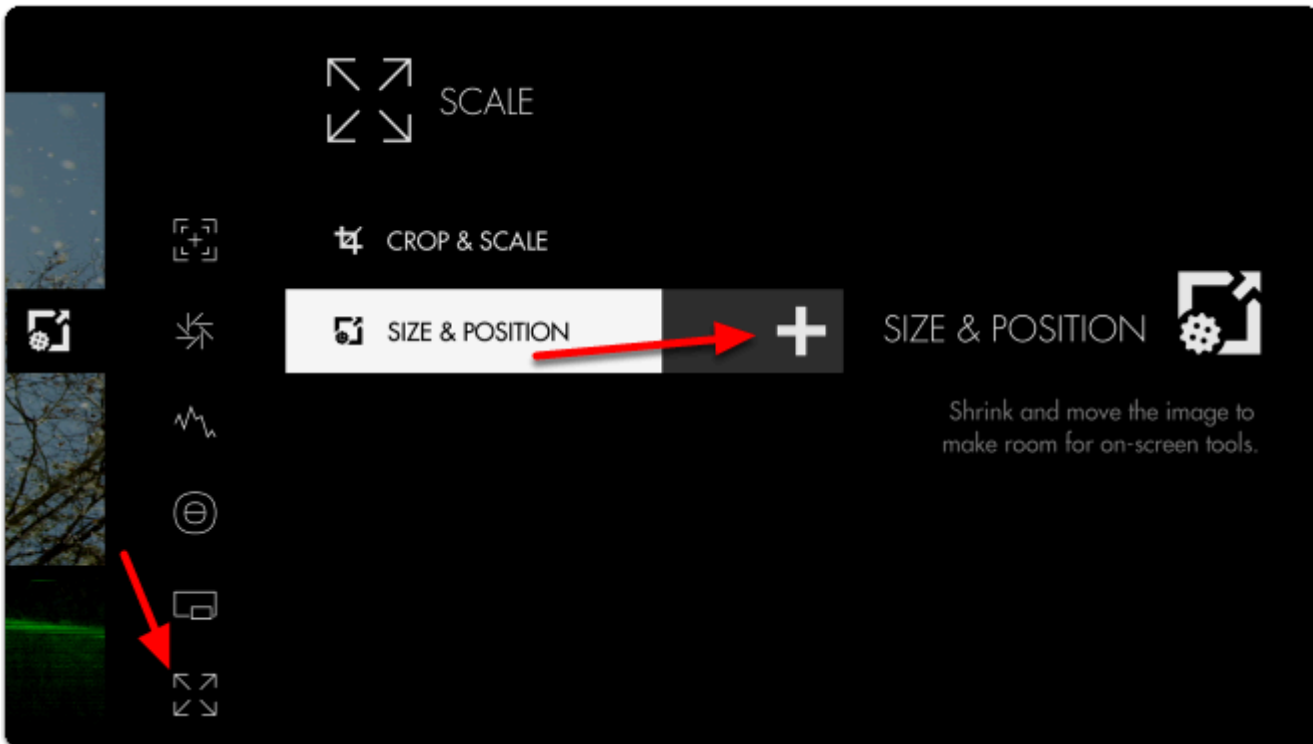 SCALE
CROP & SCALE
SIZE & POSITION
SIZE & POSITION
Shrink and move the image to
make room for on-screen tools.